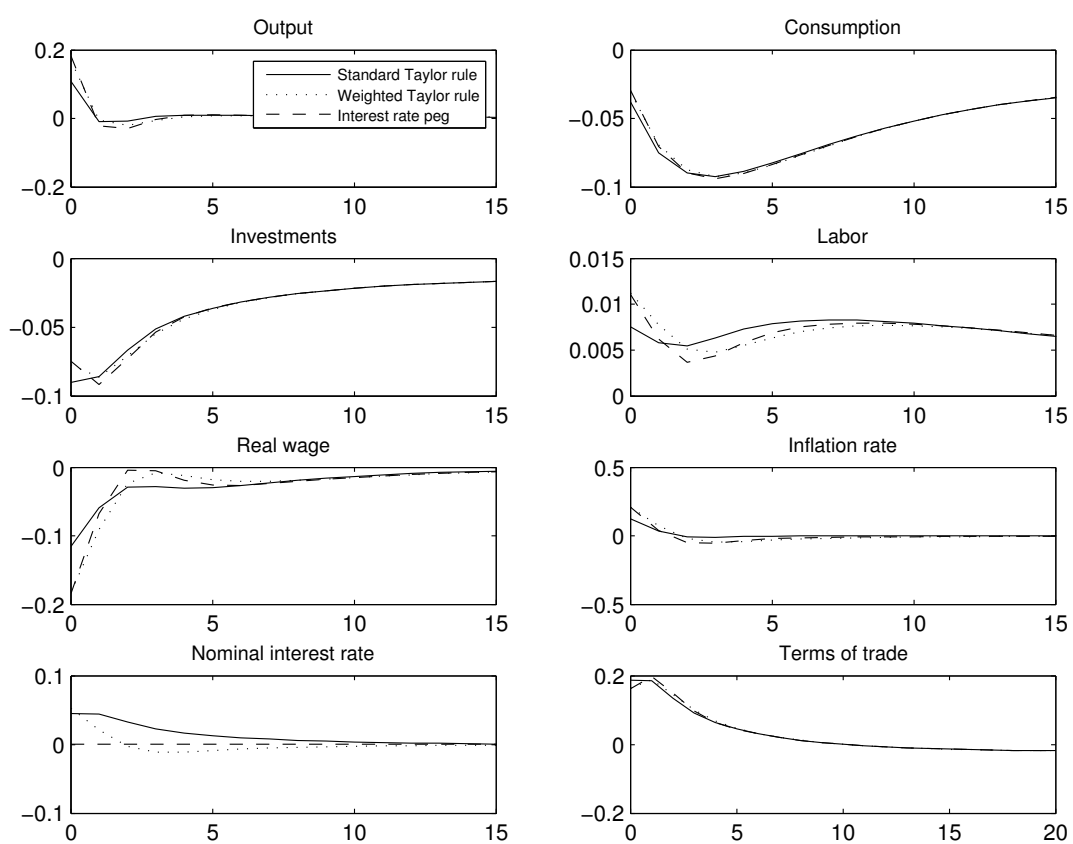 Output
0.2
0
−0.2
0 5 10 15
Standard Taylor rule
Weighted Taylor rule
Interest rate peg
Consumption
0
−0.05
−0.1
0 5 10 15
Investments
0
−0.05
−0.1
0 5 10 15
Labor
0.015
0.01
0.005
0
0 5 10 15
Real wage
0
−0.1
−0.2
0 5 10 15
Inflation rate
0.5
0
−0.5
0 5 10 15 20
Nominal interest rate
0.1
0
−0.1
0 5 10 15
Terms of trade
0.2
0
−0.2
0 5 10 15 20